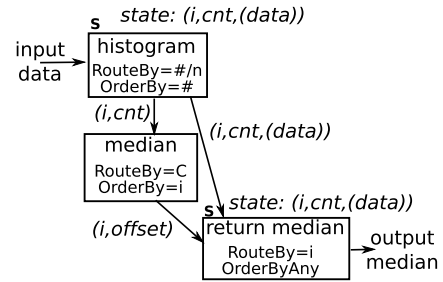 S
state: (i,cnt,(data))
input
data
histogram
RouteBy=#/n
OrderBy=#
(i,cnt)
(i,cnt,(data))
median
RouteBy=C
OrderBy=i
state: (i,cnt,(data))
S
return median
RouteBy=i
OrderByAny
(i,offset)
output
median